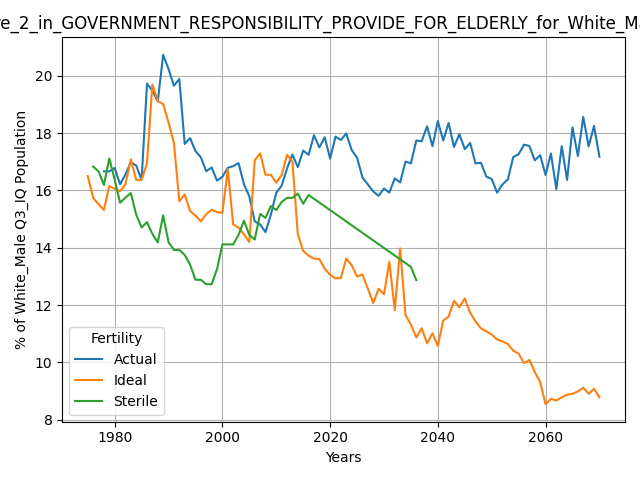 e_2_in_GOVERNMENT_RESPONSIBILITY_PROVIDE_FOR_ELDERLY_for_White_Ma
% of White_Male Q3_IQ Population
20
18
16
14
12
10
8
Fertility
Actual
Ideal
Sterile
1980
2000
2020
2040
2060
Years